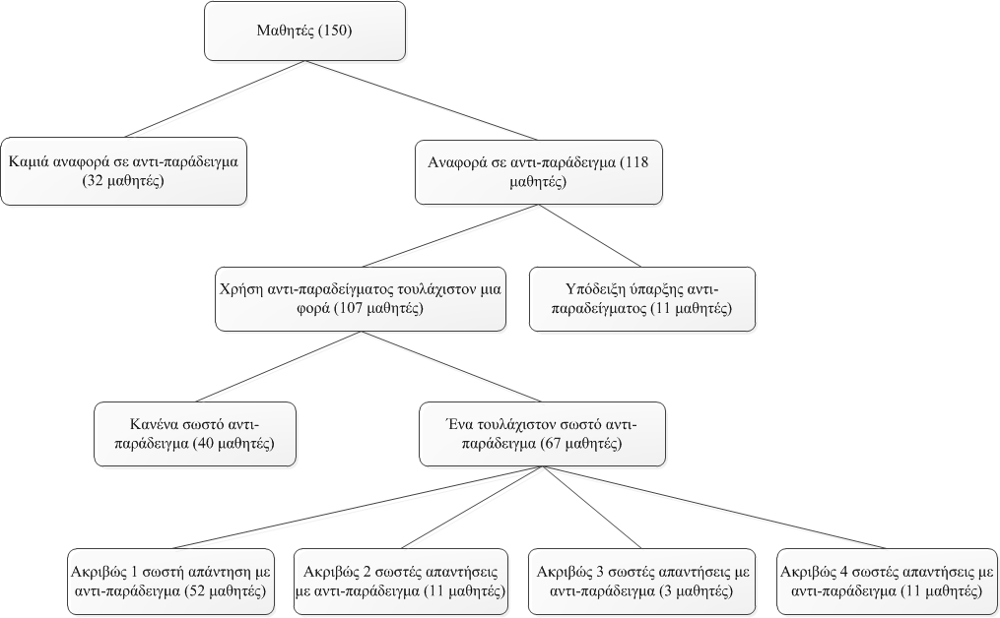 Μαθητές (150)
Καμιά αναφορά σε αντι-παράδειγμα
(32 μαθητές)
Αναφορά σε αντι-παράδειγμα (118
μαθητές)
Χρήση αντι-παραδείγματος τουλάχιστον μια
φορά (107 μαθητές)
Υπόδειξη ύπαρξης αντι-
παραδείγματος (11 μαθητές)
Κανένα σωστό αντι-
παράδειγμα (40 μαθητές)
Ένα τουλάχιστον σωστό αντι-
παράδειγμα (67 μαθητές)
Ακριβώς 1 σωστή απάντηση με
αντι-παράδειγμα (52 μαθητές)
Ακριβώς 2 σωστές απαντήσεις
με αντι-παράδειγμα (11 μαθητές)
Ακριβώς 3 σωστές απαντήσεις με
αντι-παράδειγμα (3 μαθητές)
Ακριβώς 4 σωστές απαντήσεις με
αντι-παράδειγμα (11 μαθητές)